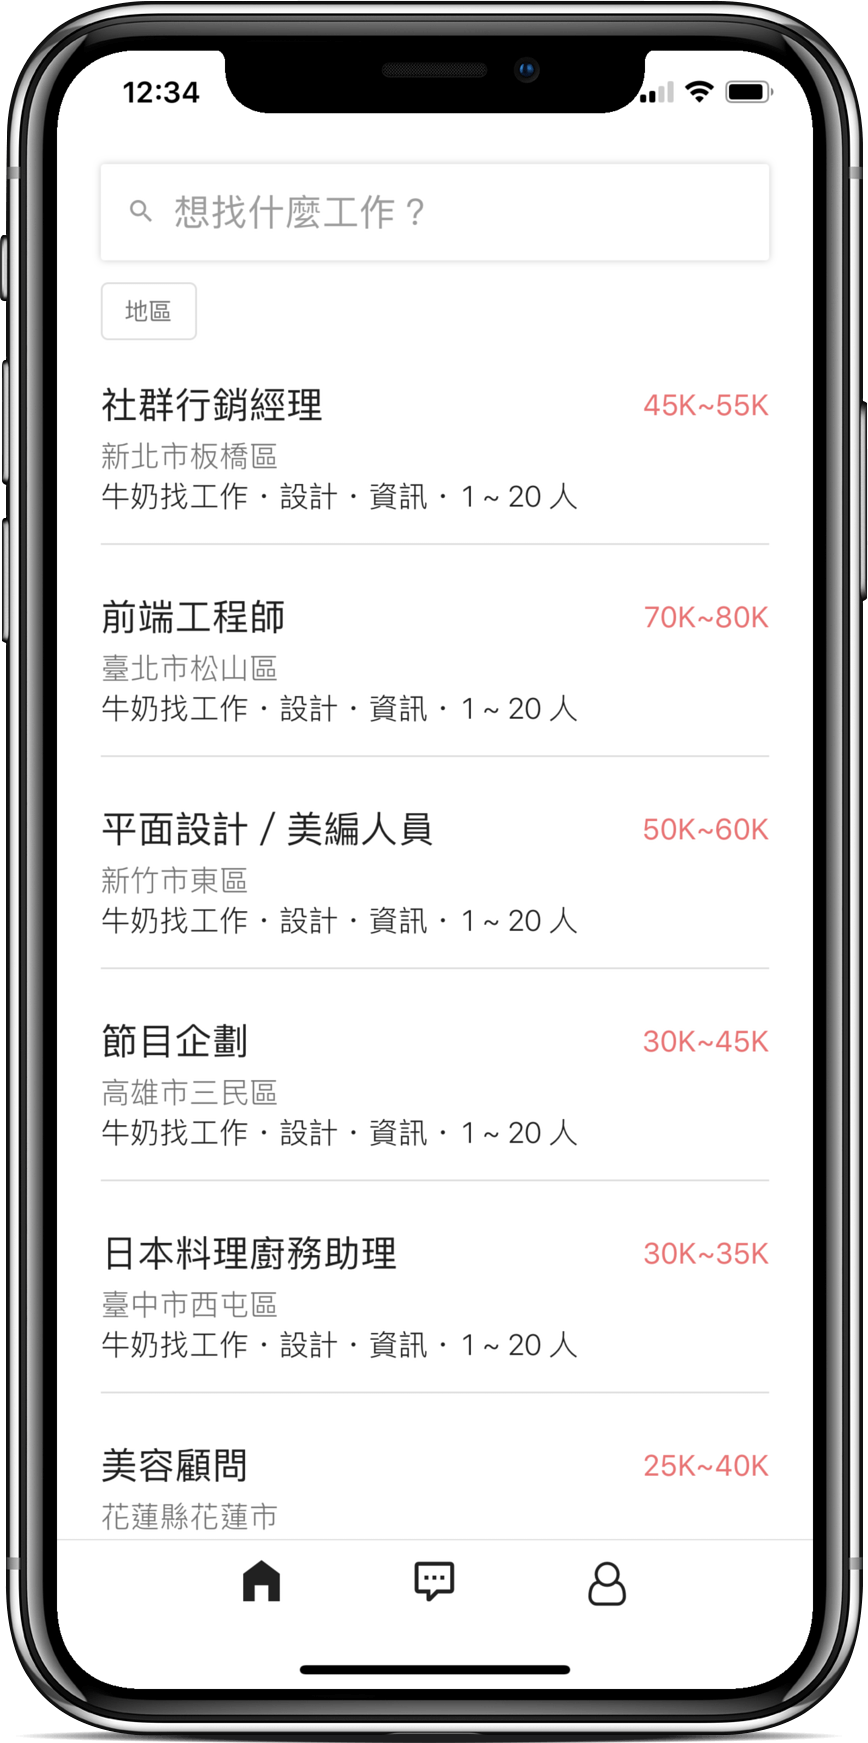 12:34
想找什麼工作？
地區
社群行銷經理 45K~55K
新北市板橋區
牛奶找工作・設計・資訊・1 ~ 20 人
前端工程師 70K~80K
臺北市松山區
牛奶找工作・設計・資訊・1 ~ 20 人
平面設計 / 美編人員 50K~60K
新竹市東區
牛奶找工作・設計・資訊・1 ~ 20 人
節目企劃 30K~45K
高雄市三民區
牛奶找工作・設計・資訊・1 ~ 20 人
日本料理廚務助理 30K~35K
臺中市西屯區
牛奶找工作・設計・資訊・1 ~ 20 人
美容顧問 25K~40K
花蓮縣花蓮市